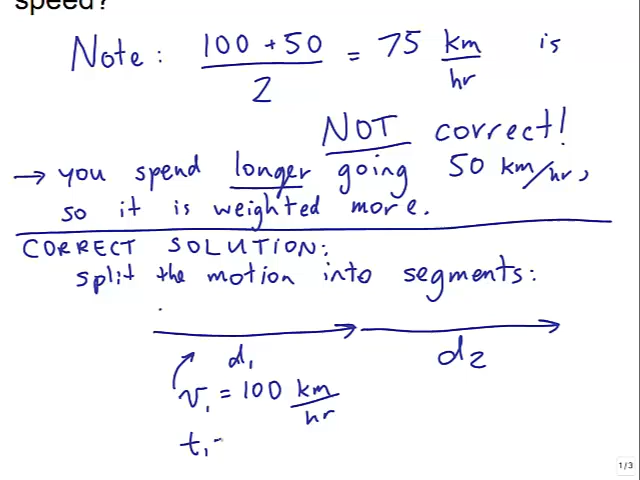 speed?
Note: (100 + 50)/2 = 75 km/hr is
NOT correct!
→ you spend longer going 50 km/hr,
so it is weighted more.
CORRECT SOLUTION:
split the motion into segments:
d₁ d₂
v₁ = 100 km/hr
t₁ -
1/3